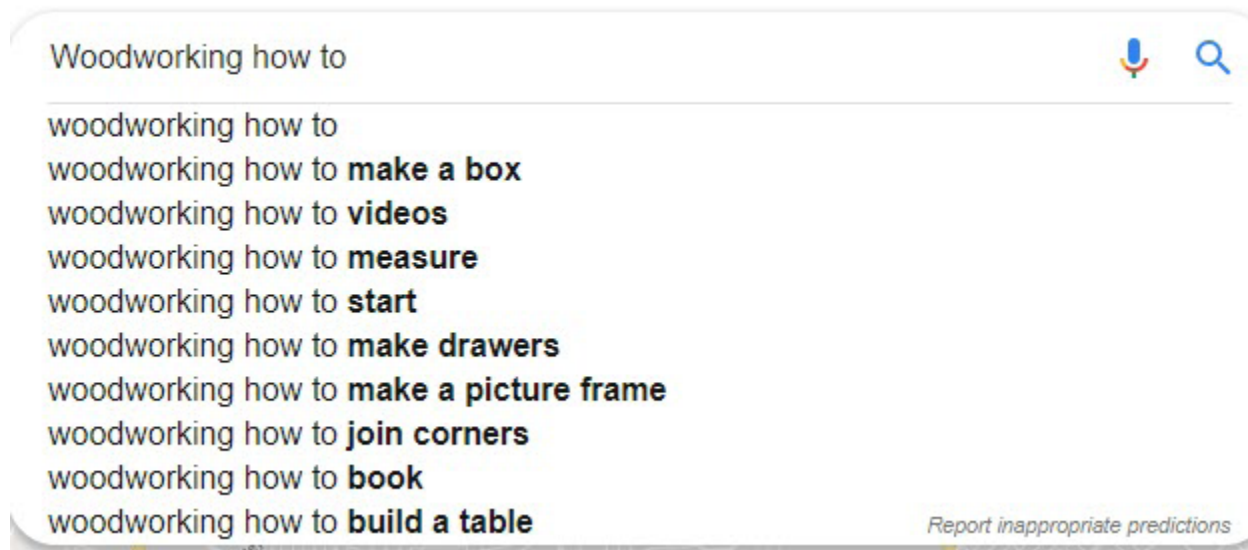 Woodworking how to
woodworking how to
woodworking how to make a box
woodworking how to videos
woodworking how to measure
woodworking how to start
woodworking how to make drawers
woodworking how to make a picture frame
woodworking how to join corners
woodworking how to book
woodworking how to build a table
Report inappropriate predictions